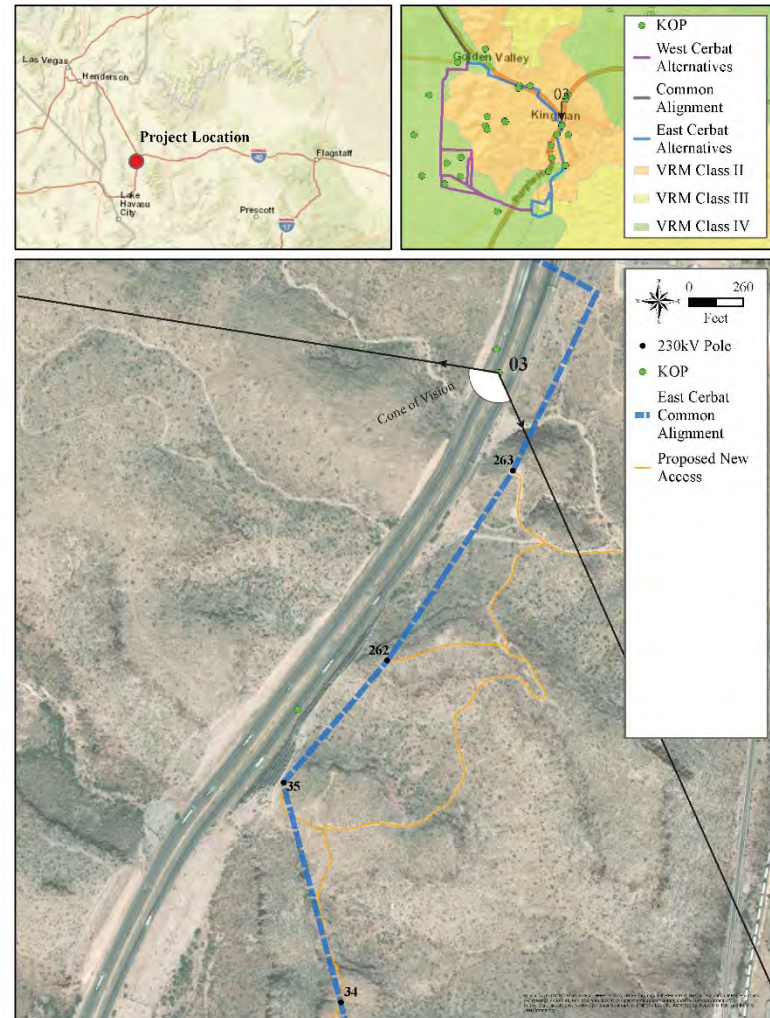 Las Vegas
Henderson
Project Location
40
Flagstaff
Lake
Havasu
City
Prescott
17
Golden Valley
03
Kingman
KOP
West Cerbat
Alternatives
Common
Alignment
East Cerbat
Alternatives
VRM Class II
VRM Class III
VRM Class IV
0 260
Feet
230kV Pole
KOP
East Cerbat
Common
Alignment
Proposed New
Access
03
Cone of Vision
263
262
35
34